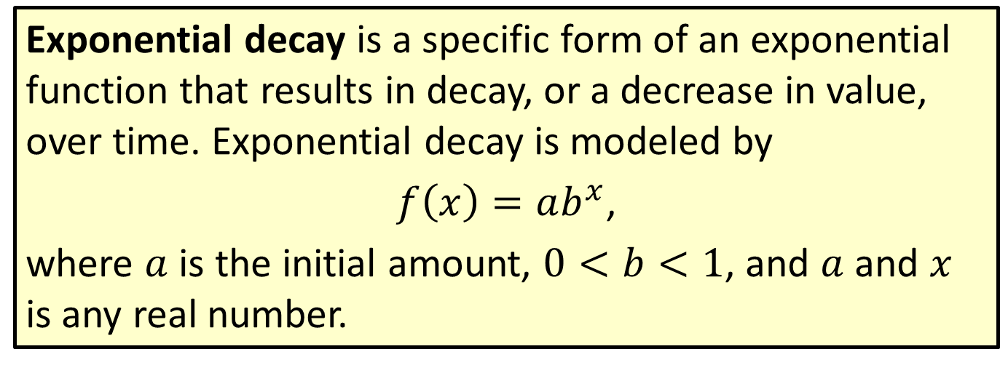 Exponential decay is a specific form of an exponential
function that results in decay, or a decrease in value,
over time. Exponential decay is modeled by
𝑓(𝑥) = 𝑎𝑏ˣ,
where 𝑎 is the initial amount, 0 < 𝑏 < 1, and 𝑎 and 𝑥
is any real number.